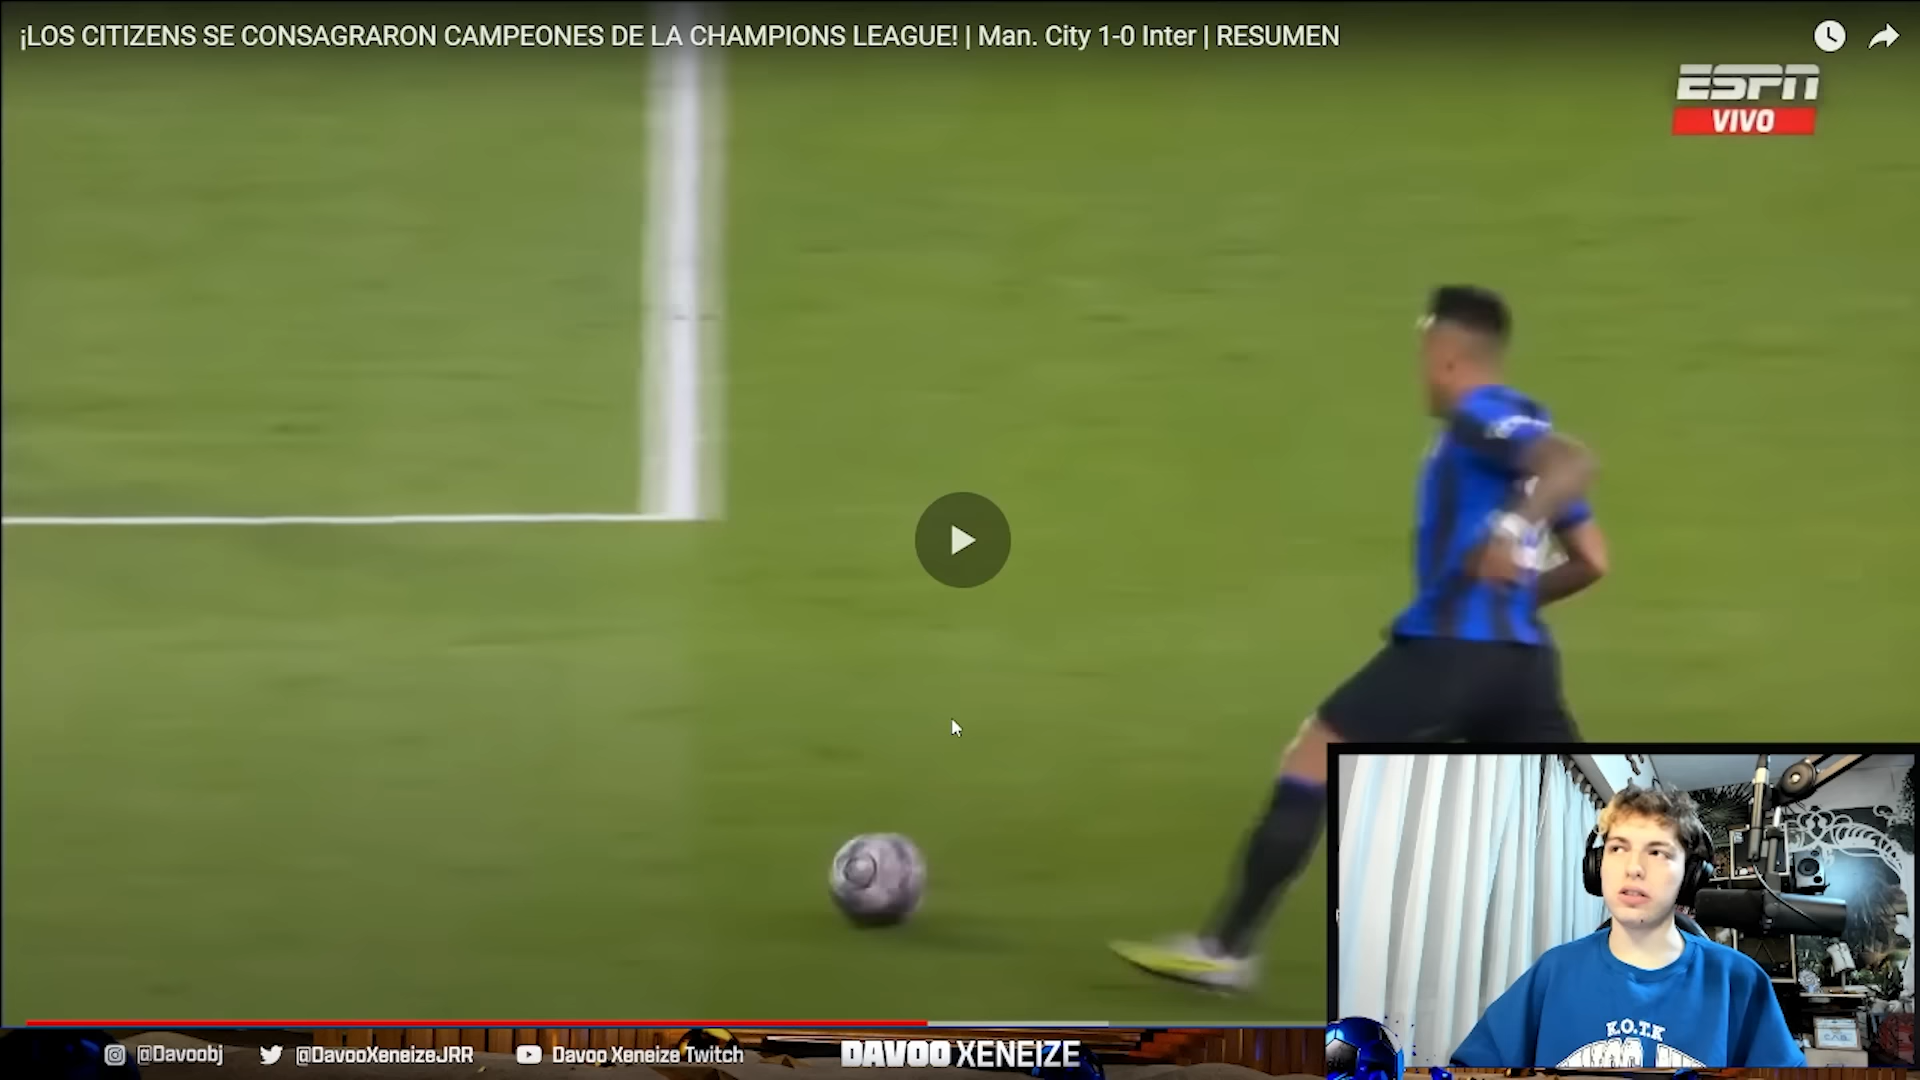 ¡LOS CITIZENS SE CONSAGRARON CAMPEONES DE LA CHAMPIONS LEAGUE! | Man. City 1-0 Inter | RESUMEN
ESPN
VIVO
K.O.T.K
@Davoobj
@DavooXeneizeJRR
Davoo Xeneize Twitch
DAVOO XENEIZE